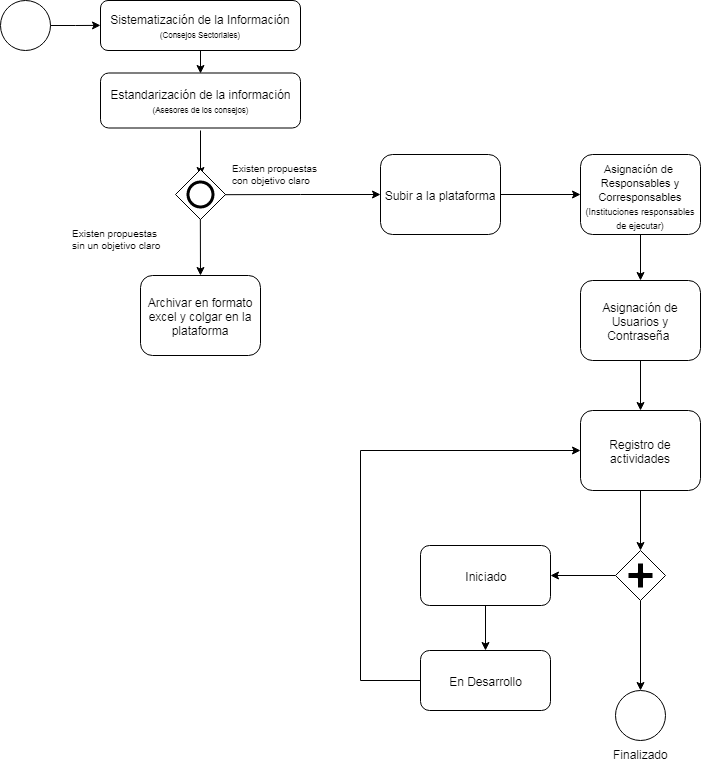 Sistematización de la Información
(Consejos Sectoriales)
Estandarización de la información
(Asesores de los consejos)
Existen propuestas
con objetivo claro
Existen propuestas
sin un objetivo claro
Subir a la plataforma
Asignación de
Responsables y
Corresponsables
(Instituciones responsables
de ejecutar)
Archivar en formato
excel y colgar en la
plataforma
Asignación de
Usuarios y
Contraseña
Registro de
actividades
Iniciado
En Desarrollo
Finalizado